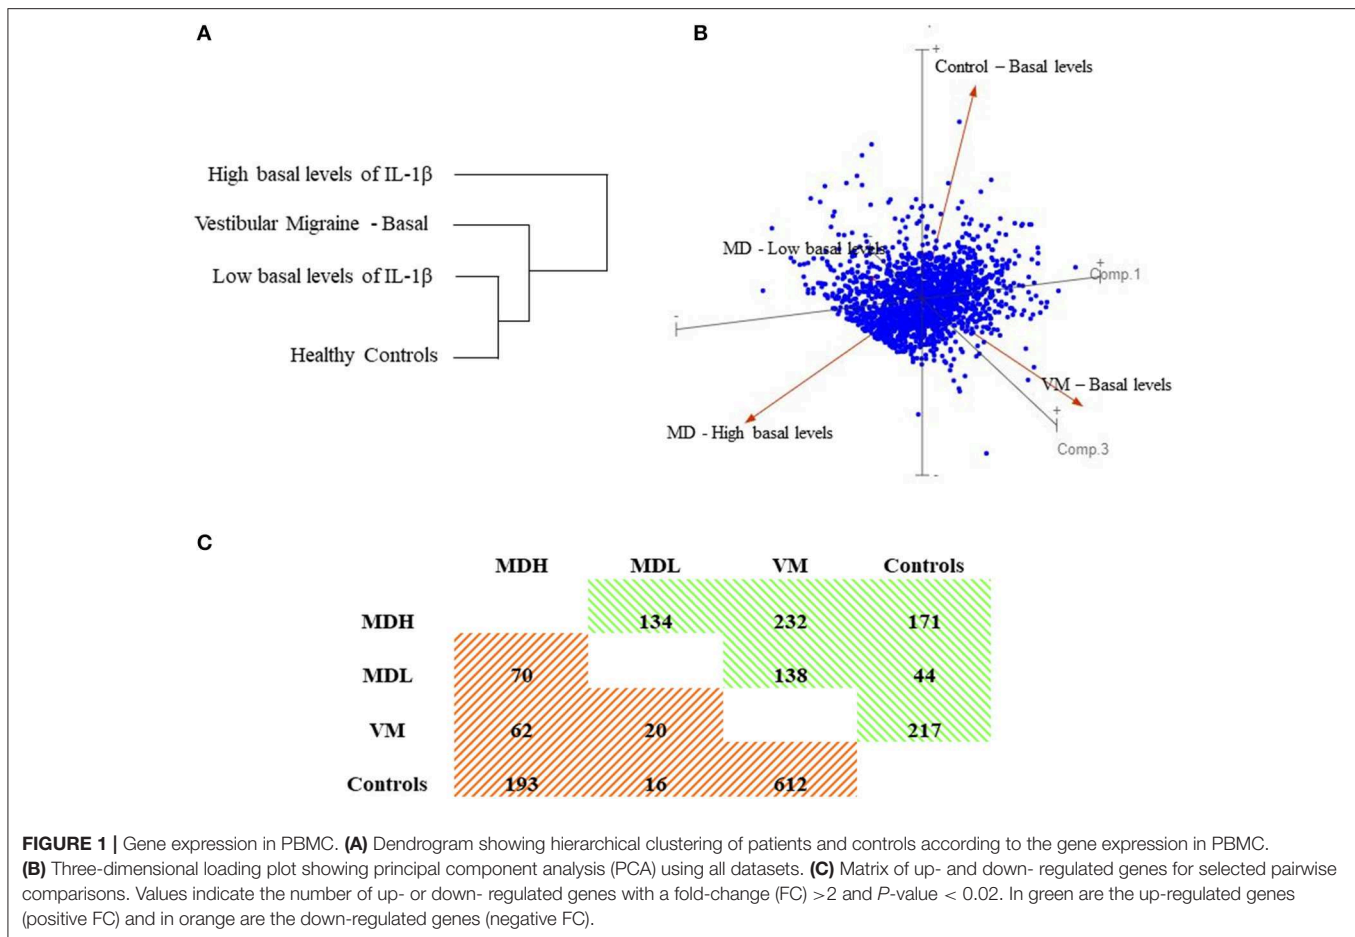 A
High basal levels of IL-1β
Vestibular Migraine - Basal
Low basal levels of IL-1β
Healthy Controls
B
+
Control – Basal levels
MD - Low basal levels
+
Comp.1
-
VM – Basal levels
+
MD - High basal levels
Comp.3
-
C
MDH MDL VM Controls
MDH 134 232 171
MDL 70 138 44
VM 62 20 217
Controls 193 16 612
FIGURE 1 | Gene expression in PBMC. (A) Dendrogram showing hierarchical clustering of patients and controls according to the gene expression in PBMC.
(B) Three-dimensional loading plot showing principal component analysis (PCA) using all datasets. (C) Matrix of up- and down- regulated genes for selected pairwise
comparisons. Values indicate the number of up- or down- regulated genes with a fold-change (FC) >2 and P-value < 0.02. In green are the up-regulated genes
(positive FC) and in orange are the down-regulated genes (negative FC).